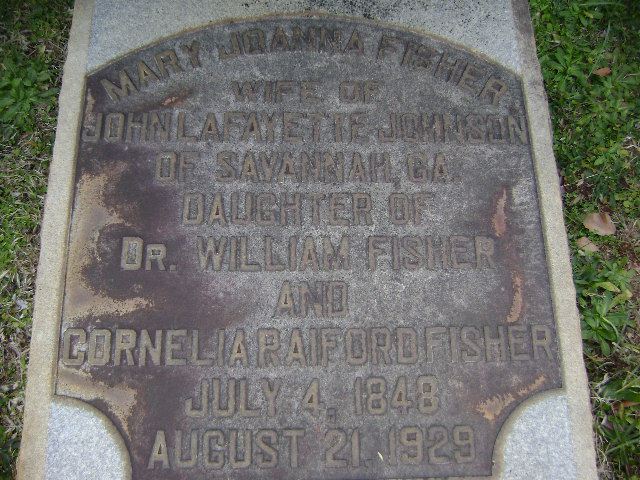 MARY JOANNA FISHER
WIFE OF
JOHN LAFAYETTE JOHNSON
OF SAVANNAH, GA.
DAUGHTER OF
DR. WILLIAM FISHER
AND
CORNELIA RAIFORD FISHER
JULY 4, 1848
AUGUST 21, 1929